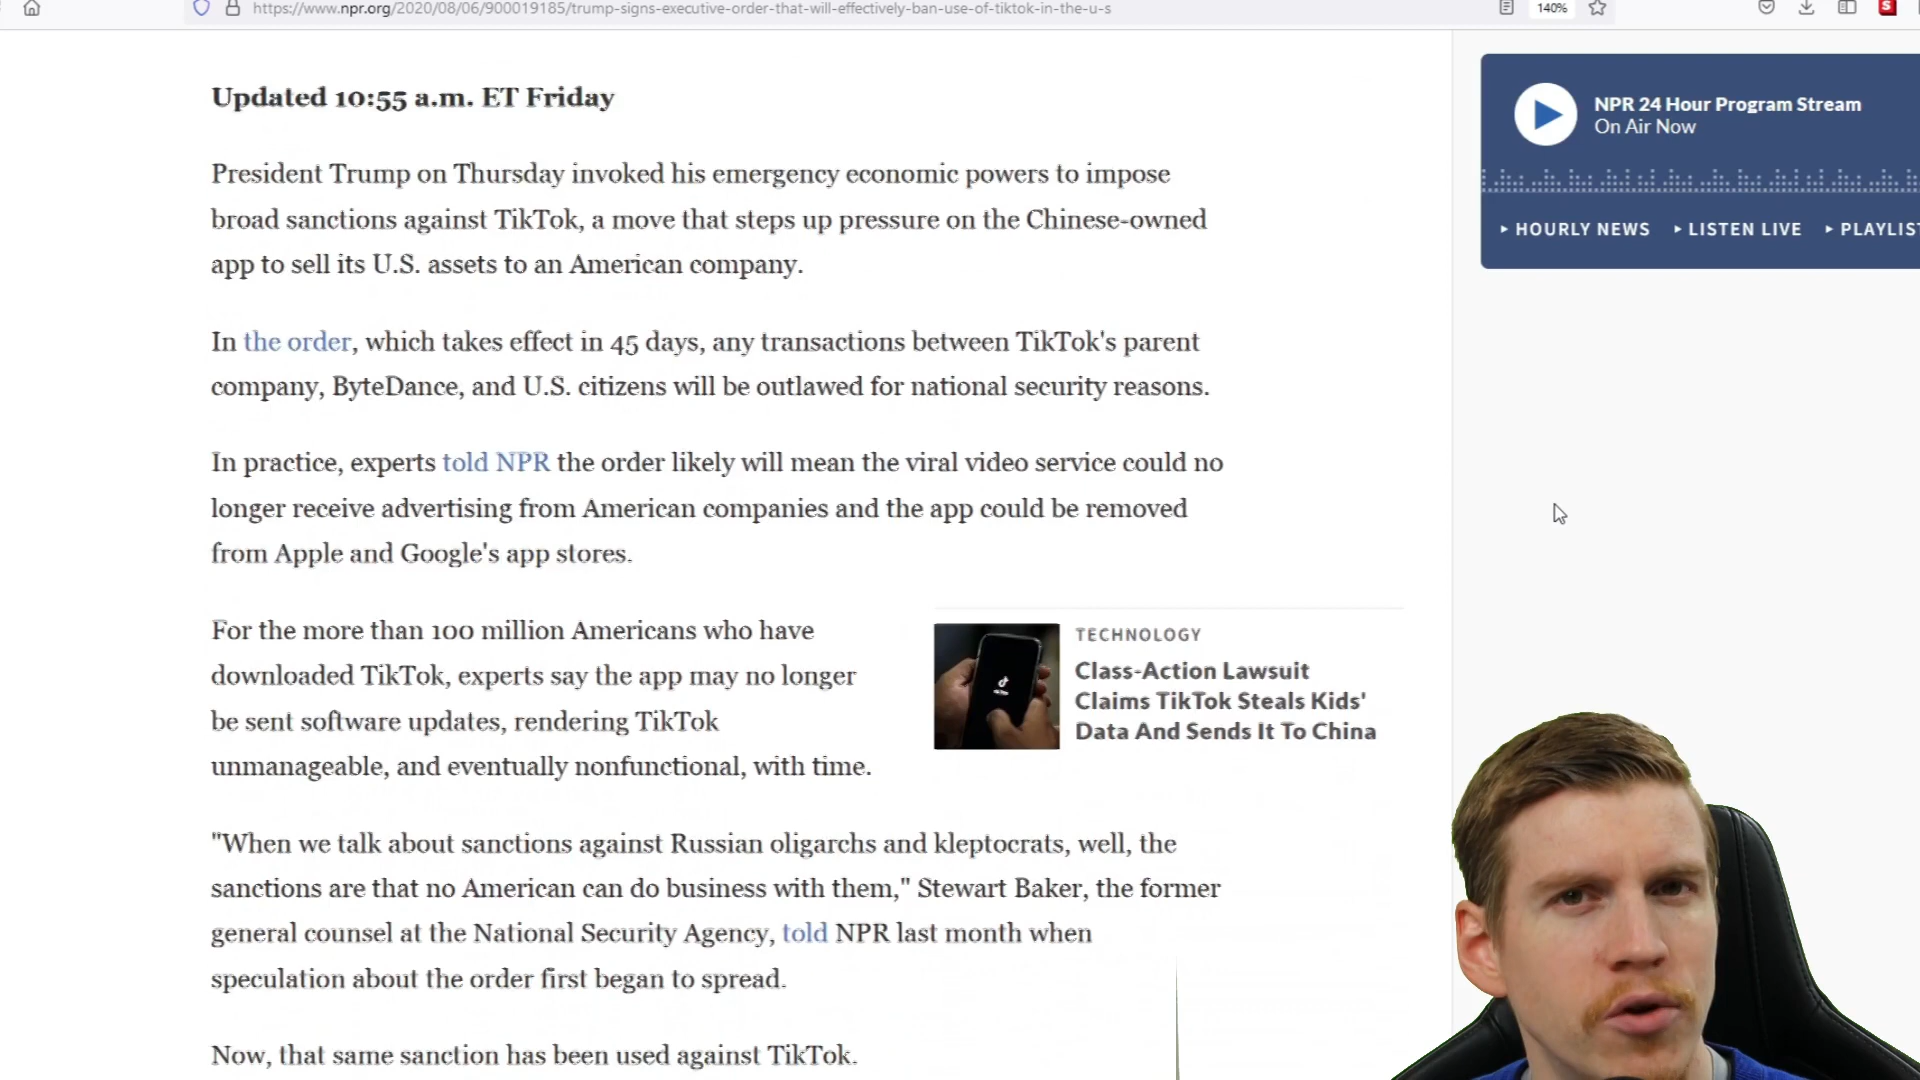 https://www.npr.org/2020/08/06/900019185/trump-signs-executive-order-that-will-effectively-ban-use-of-tiktok-in-the-u-s
140%
S
Updated 10:55 a.m. ET Friday
President Trump on Thursday invoked his emergency economic powers to impose
broad sanctions against TikTok, a move that steps up pressure on the Chinese-owned
app to sell its U.S. assets to an American company.
In the order, which takes effect in 45 days, any transactions between TikTok's parent
company, ByteDance, and U.S. citizens will be outlawed for national security reasons.
In practice, experts told NPR the order likely will mean the viral video service could no
longer receive advertising from American companies and the app could be removed
from Apple and Google's app stores.
For the more than 100 million Americans who have
downloaded TikTok, experts say the app may no longer
be sent software updates, rendering TikTok
unmanageable, and eventually nonfunctional, with time.
TECHNOLOGY
Class-Action Lawsuit
Claims TikTok Steals Kids'
Data And Sends It To China
"When we talk about sanctions against Russian oligarchs and kleptocrats, well, the
sanctions are that no American can do business with them," Stewart Baker, the former
general counsel at the National Security Agency, told NPR last month when
speculation about the order first began to spread.
Now, that same sanction has been used against TikTok.
NPR 24 Hour Program Stream
On Air Now
HOURLY NEWS
LISTEN LIVE
PLAYLIST